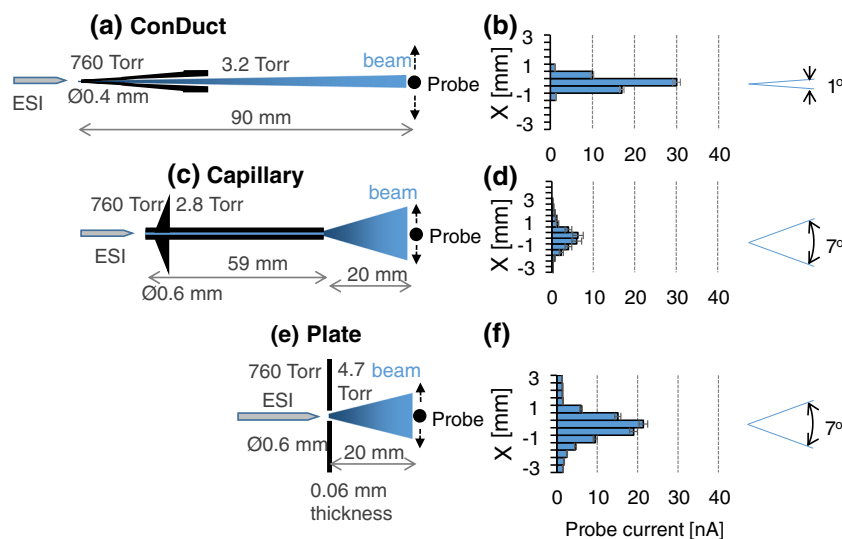 (a) ConDuct
760 Torr
3.2 Torr
beam
ESI
Ø0.4 mm
Probe
90 mm
(b)
X [mm]
3
1
-1
-3
0 10 20 30 40
1º
(c) Capillary
760 Torr
2.8 Torr
beam
ESI
Probe
59 mm
20 mm
Ø0.6 mm
(d)
X [mm]
3
1
-1
-3
0 10 20 30 40
7º
(e) Plate
760 Torr
4.7
Torr
beam
ESI
Probe
Ø0.6 mm
20 mm
0.06 mm
thickness
(f)
X [mm]
3
1
-1
-3
0 10 20 30 40
Probe current [nA]
7º